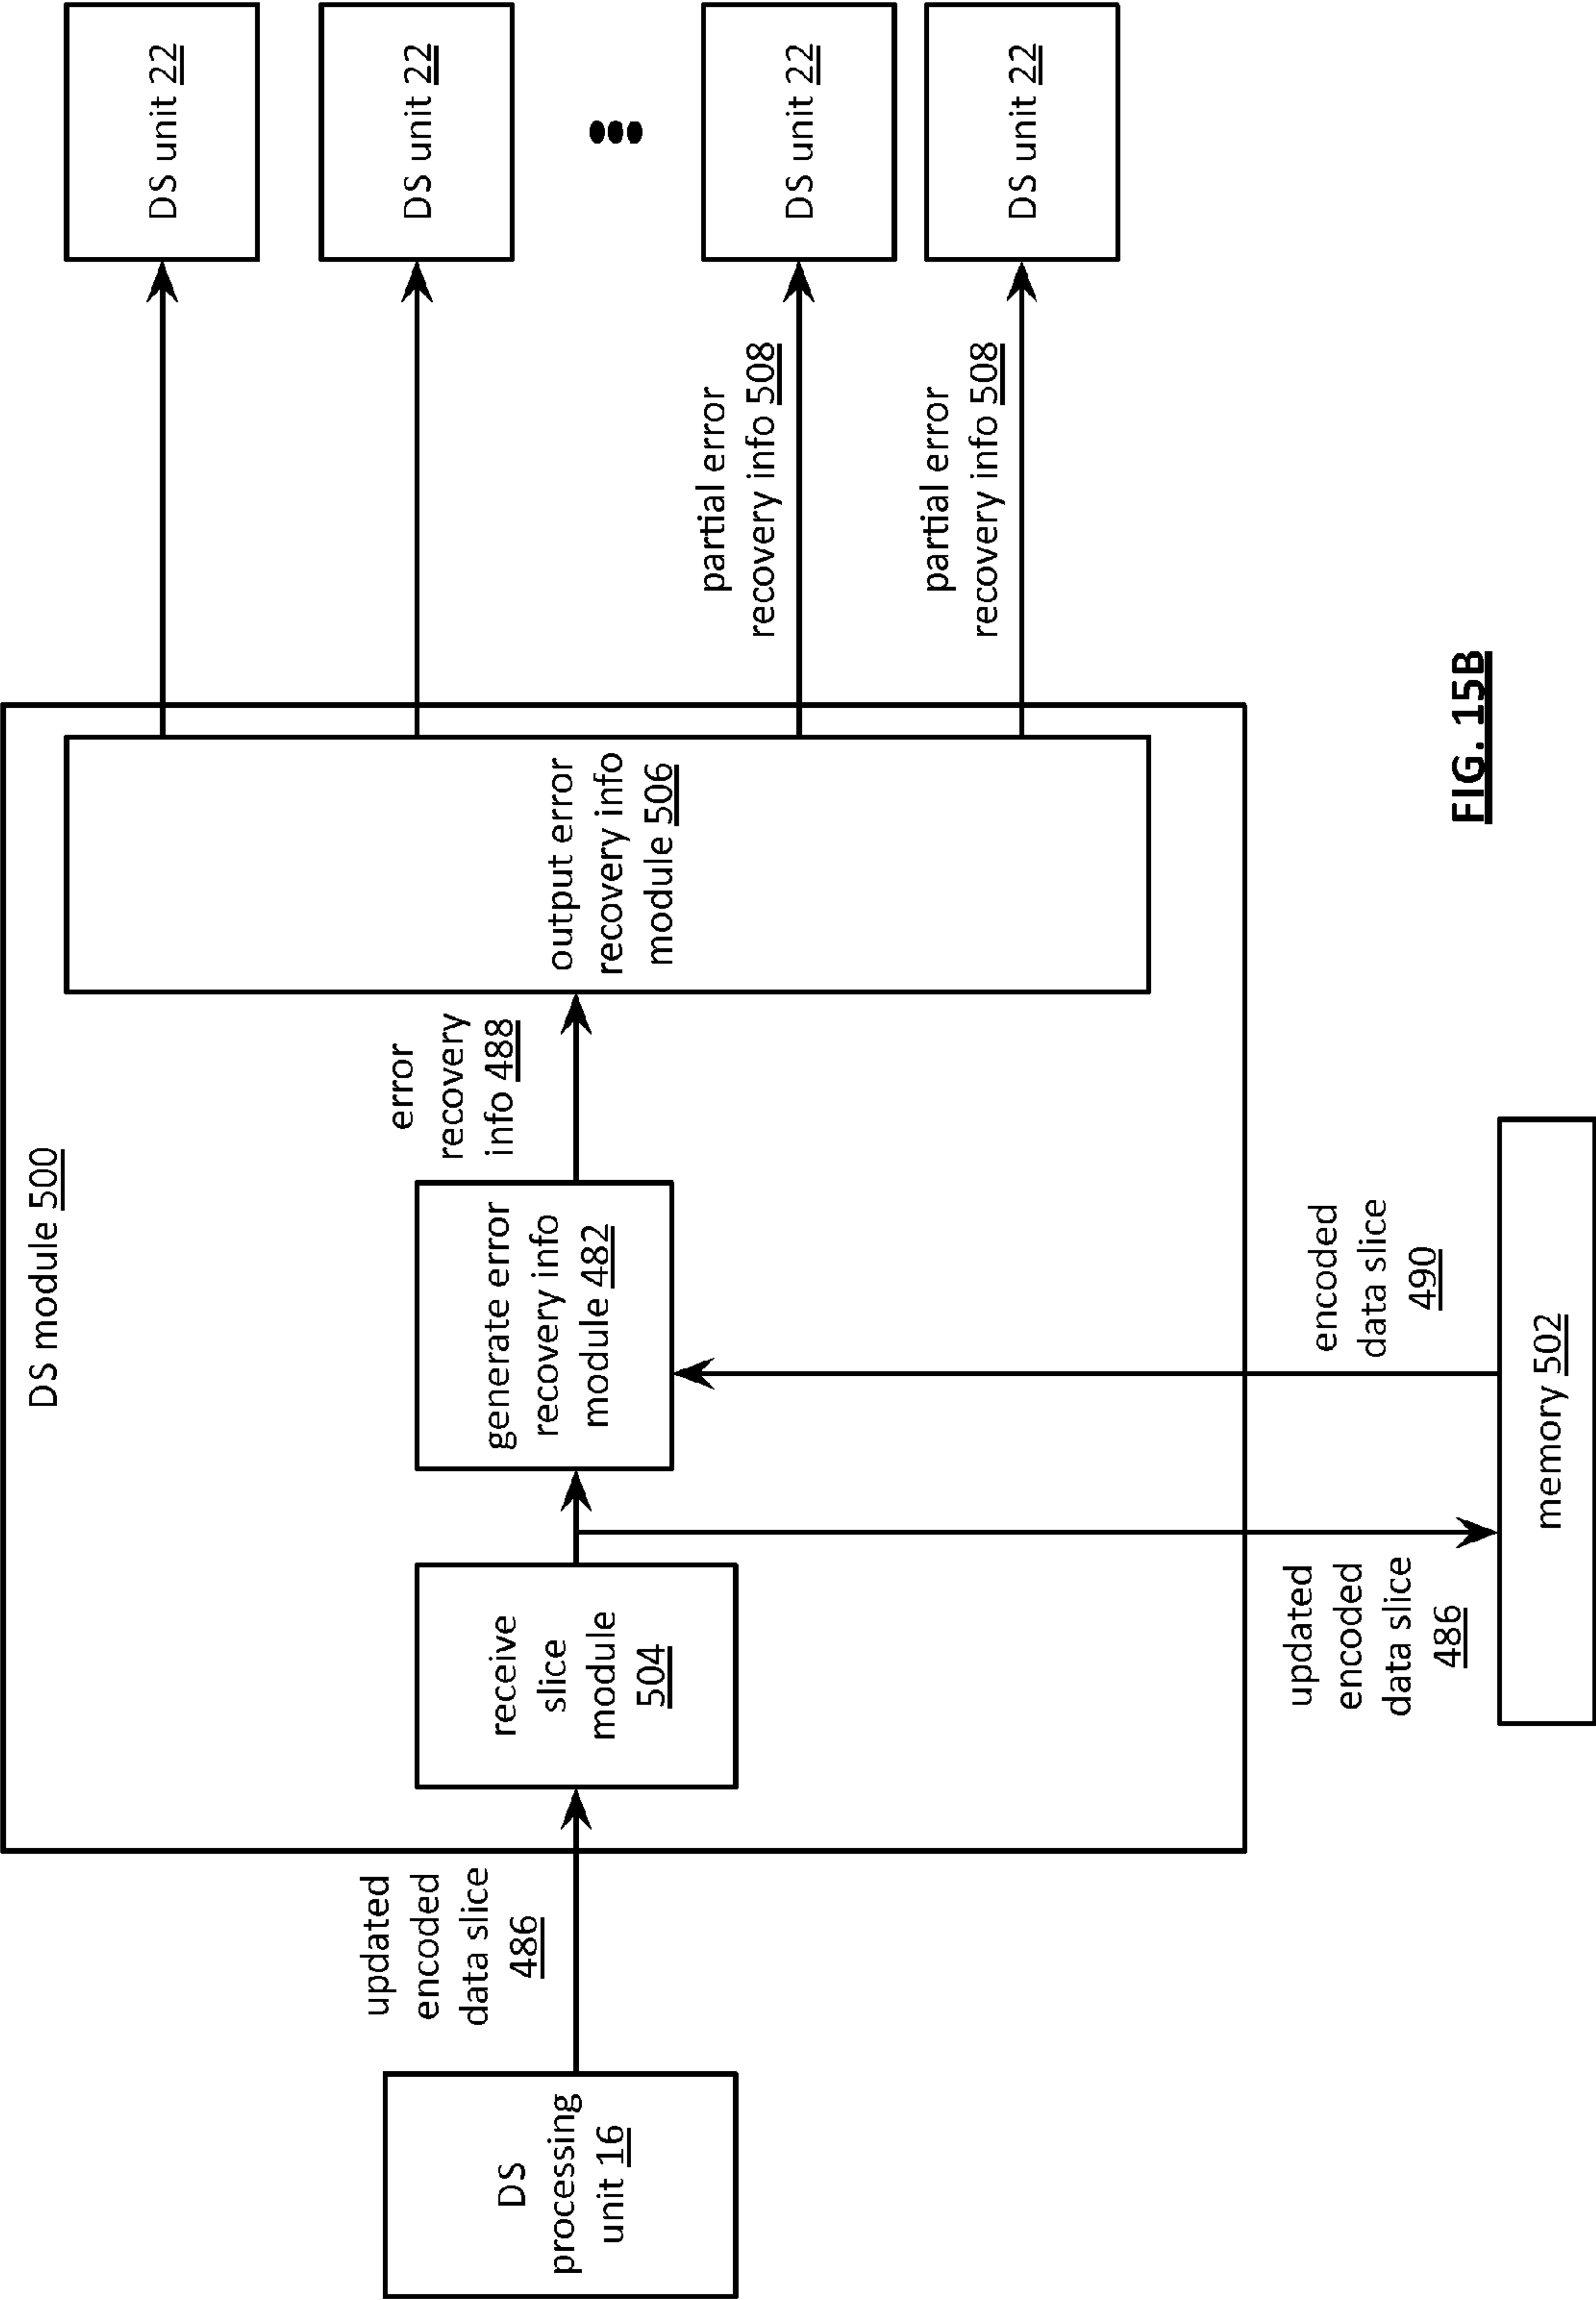 DS module 500
DS
processing
unit 16
updated
encoded
data slice
486
receive
slice
module
504
generate error
recovery info
module 482
error
recovery
info 488
output error
recovery info
module 506
DS unit 22
DS unit 22
partial error
recovery info 508
DS unit 22
partial error
recovery info 508
DS unit 22
updated
encoded
data slice
486
encoded
data slice
490
memory 502
FIG. 15B